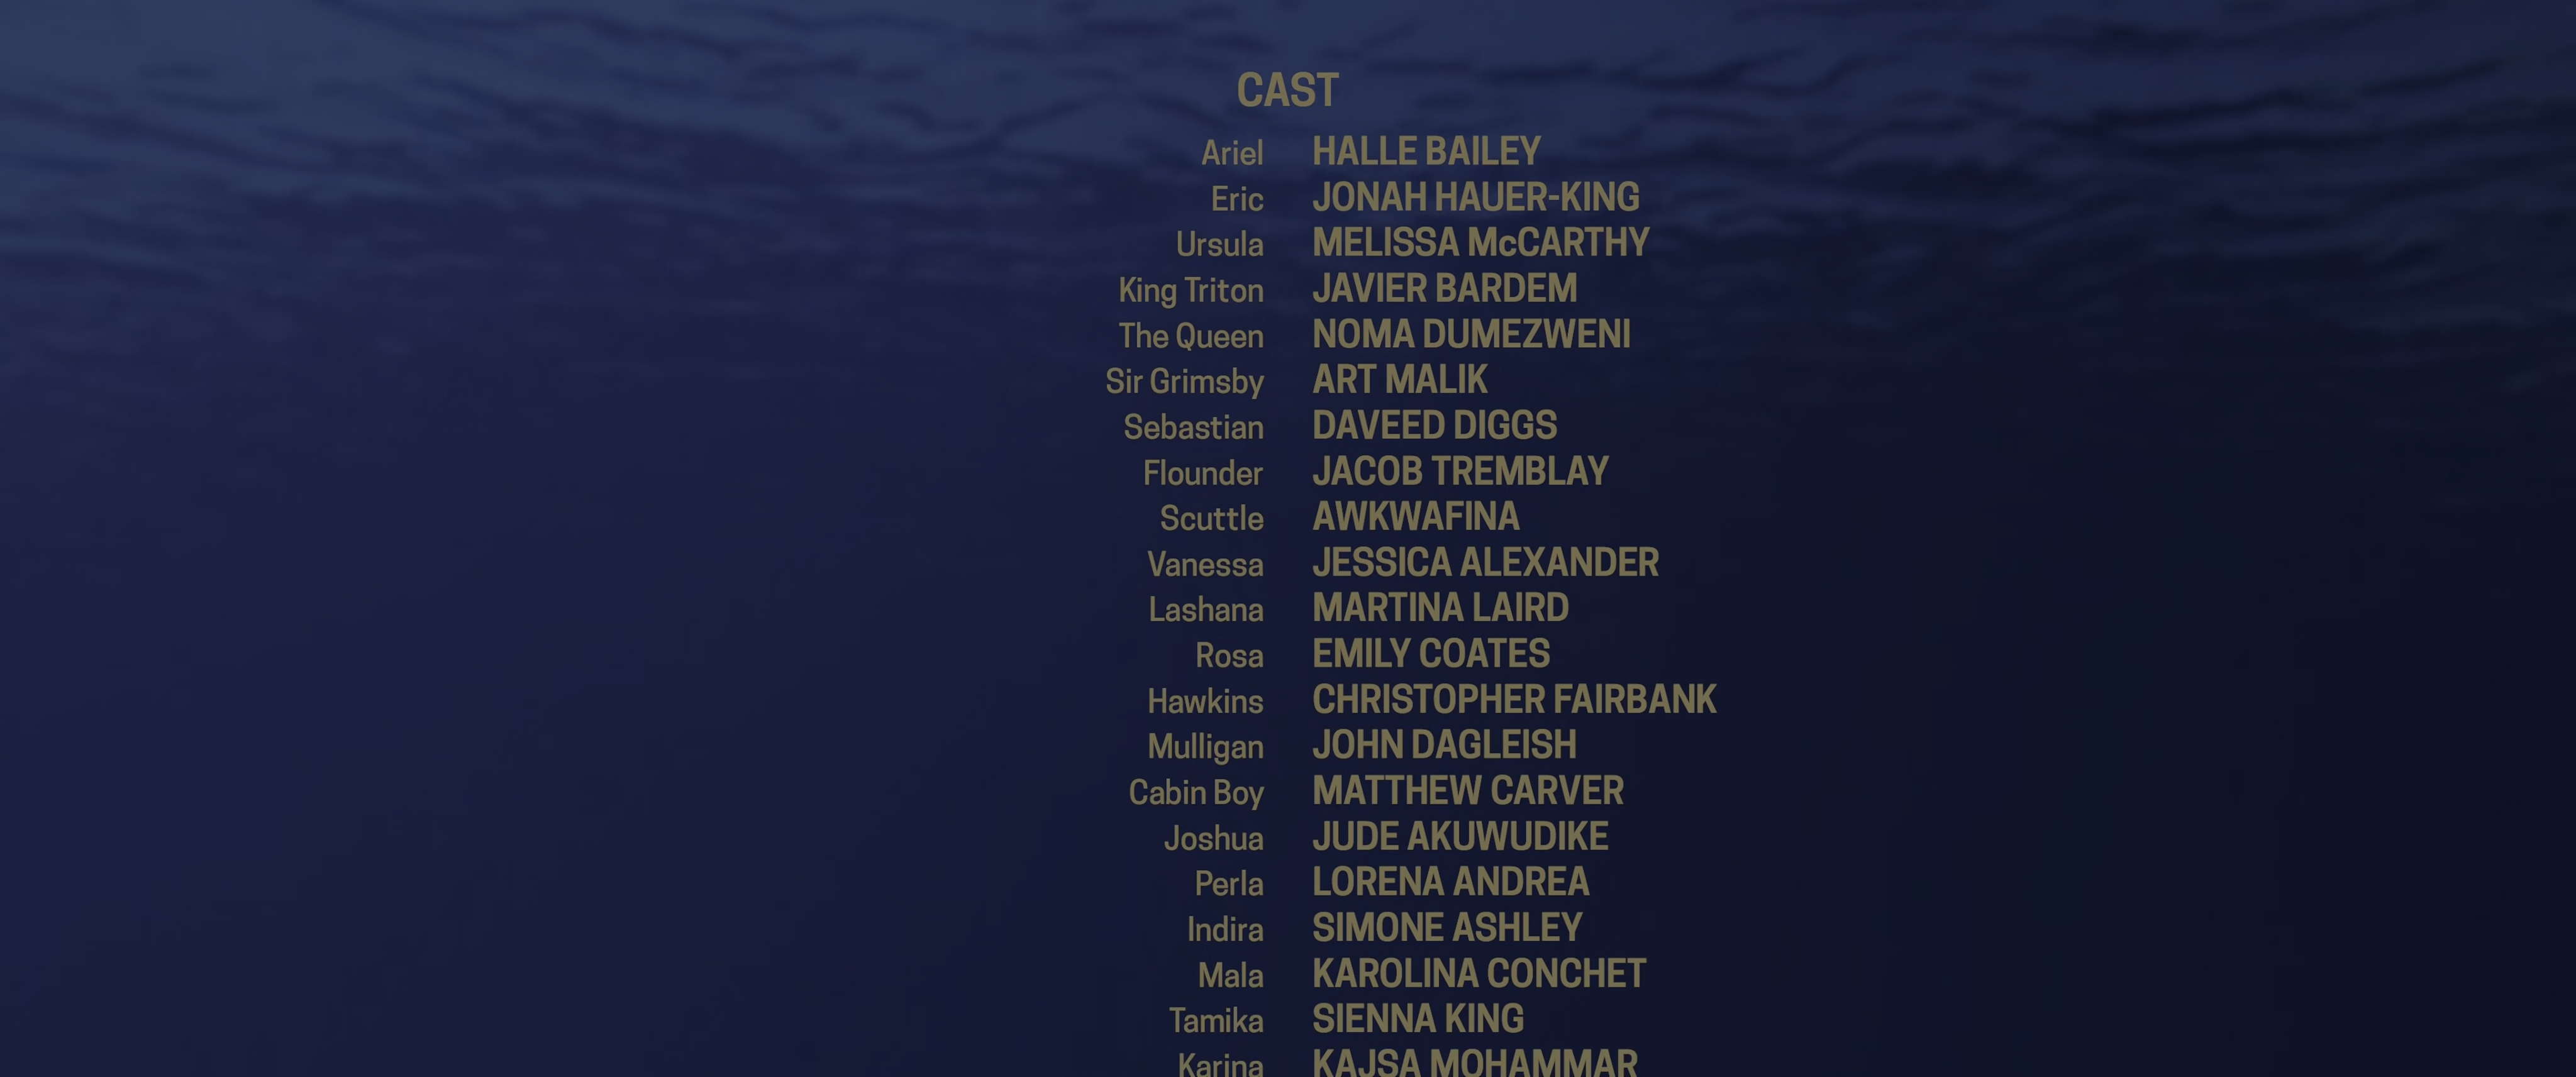 CAST
Ariel HALLE BAILEY
Eric JONAH HAUER-KING
Ursula MELISSA McCARTHY
King Triton JAVIER BARDEM
The Queen NOMA DUMEZWENI
Sir Grimsby ART MALIK
Sebastian DAVEED DIGGS
Flounder JACOB TREMBLAY
Scuttle AWKWAFINA
Vanessa JESSICA ALEXANDER
Lashana MARTINA LAIRD
Rosa EMILY COATES
Hawkins CHRISTOPHER FAIRBANK
Mulligan JOHN DAGLEISH
Cabin Boy MATTHEW CARVER
Joshua JUDE AKUWUDIKE
Perla LORENA ANDREA
Indira SIMONE ASHLEY
Mala KAROLINA CONCHET
Tamika SIENNA KING
Karina KAJSA MOHAMMAR